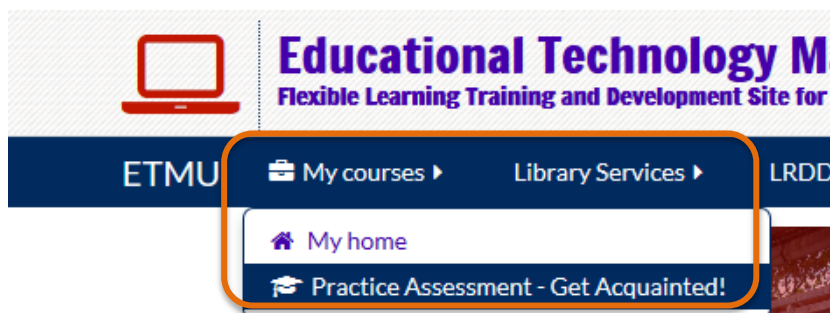 Educational Technology
Flexible Learning Training and Development Site for
ETMU My courses Library Services LRDD
My home
Practice Assessment - Get Acquainted!